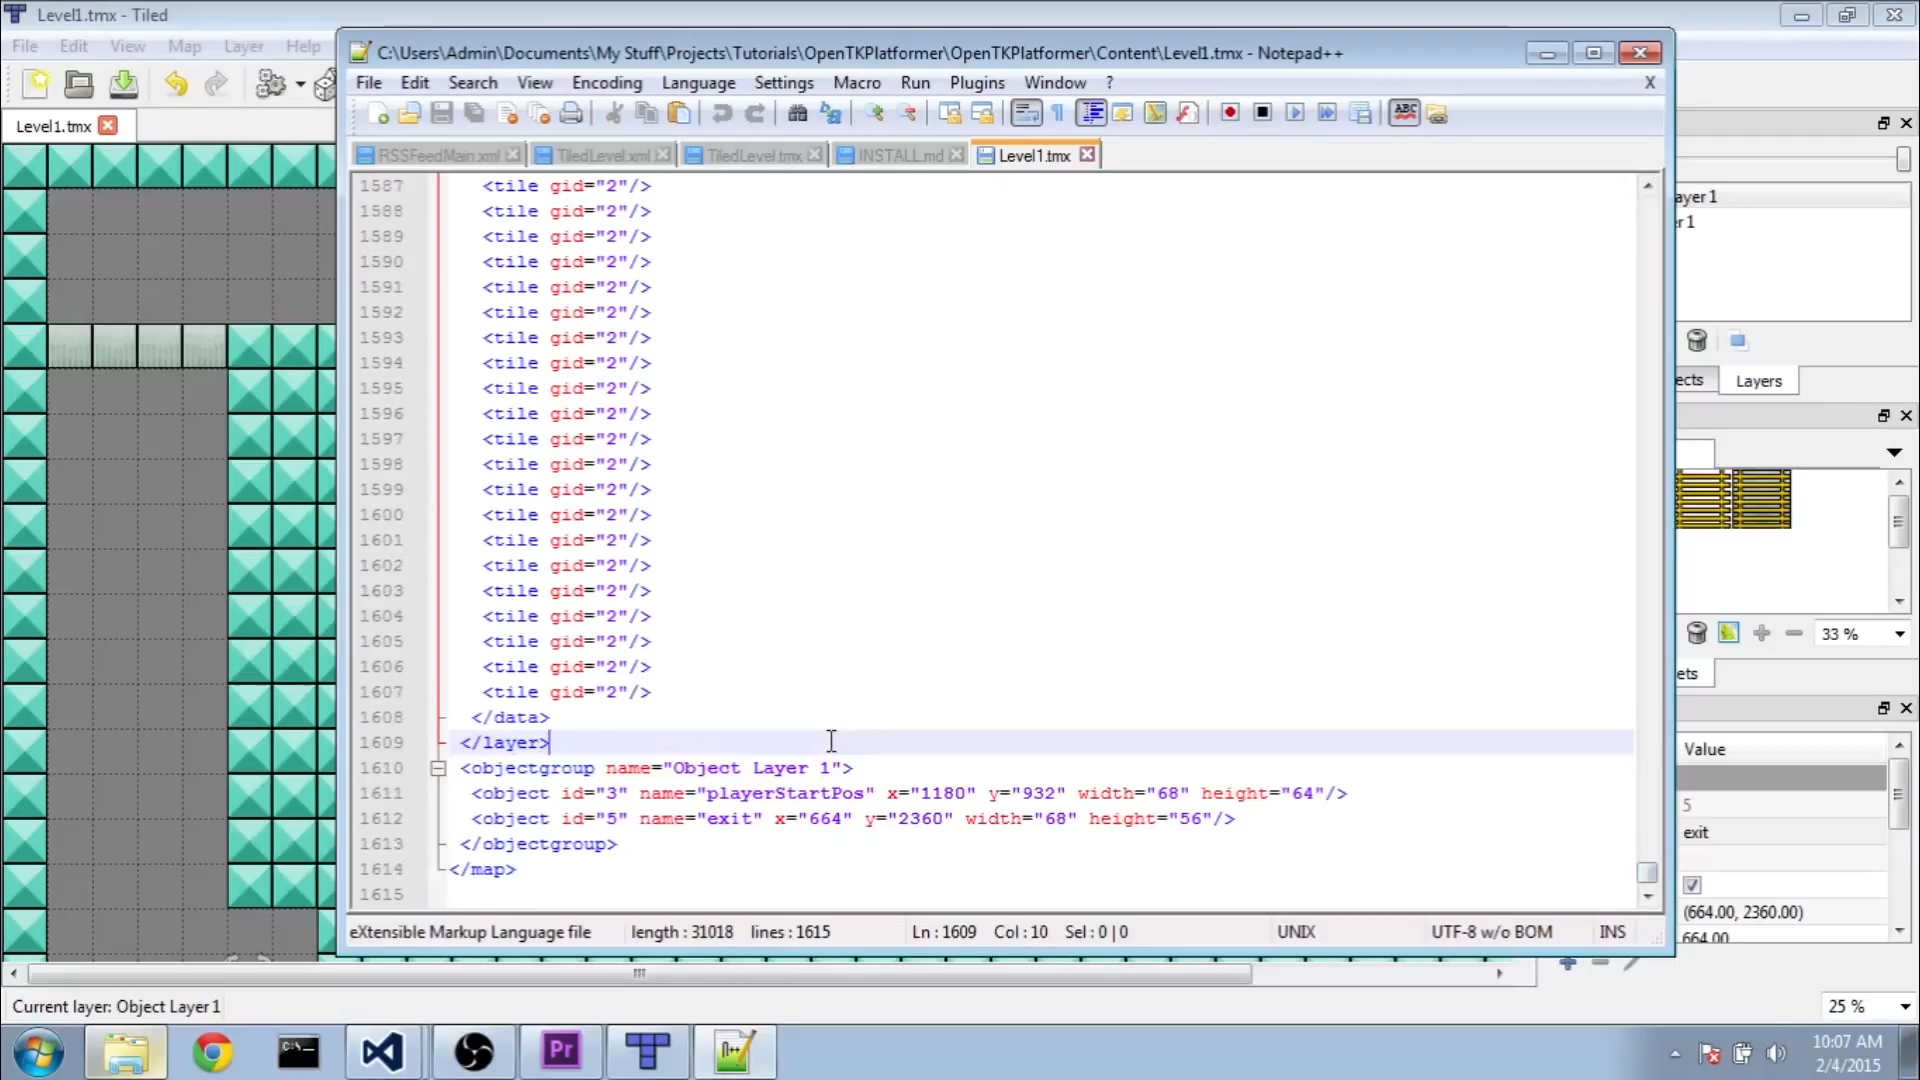 Level1.tmx - Tiled
File Edit View Map Layer Help
Level1.tmx
C:\Users\Admin\Documents\My Stuff\Projects\Tutorials\OpenTKPlatformer\OpenTKPlatformer\Content\Level1.tmx - Notepad++
File Edit Search View Encoding Language Settings Macro Run Plugins Window ? X
RSSFeedMain.xml TiledLevel.xml TiledLevel.tmx INSTALL.md Level1.tmx
1587 <tile gid="2"/>
1588 <tile gid="2"/>
1589 <tile gid="2"/>
1590 <tile gid="2"/>
1591 <tile gid="2"/>
1592 <tile gid="2"/>
1593 <tile gid="2"/>
1594 <tile gid="2"/>
1595 <tile gid="2"/>
1596 <tile gid="2"/>
1597 <tile gid="2"/>
1598 <tile gid="2"/>
1599 <tile gid="2"/>
1600 <tile gid="2"/>
1601 <tile gid="2"/>
1602 <tile gid="2"/>
1603 <tile gid="2"/>
1604 <tile gid="2"/>
1605 <tile gid="2"/>
1606 <tile gid="2"/>
1607 <tile gid="2"/>
1608 </data>
1609 </layer>
1610 <objectgroup name="Object Layer 1">
1611 <object id="3" name="playerStartPos" x="1180" y="932" width="68" height="64"/>
1612 <object id="5" name="exit" x="664" y="2360" width="68" height="56"/>
1613 </objectgroup>
1614 </map>
1615
eXtensible Markup Language file length : 31018 lines : 1615 Ln : 1609 Col : 10 Sel : 0 | 0 UNIX UTF-8 w/o BOM INS
ayer 1
r 1
ects Layers
33 %
ets
Value
5
exit
(664.00, 2360.00)
664.00
Current layer: Object Layer 1
25 %
C:\
Pr
n++
ABC
10:07 AM
2/4/2015